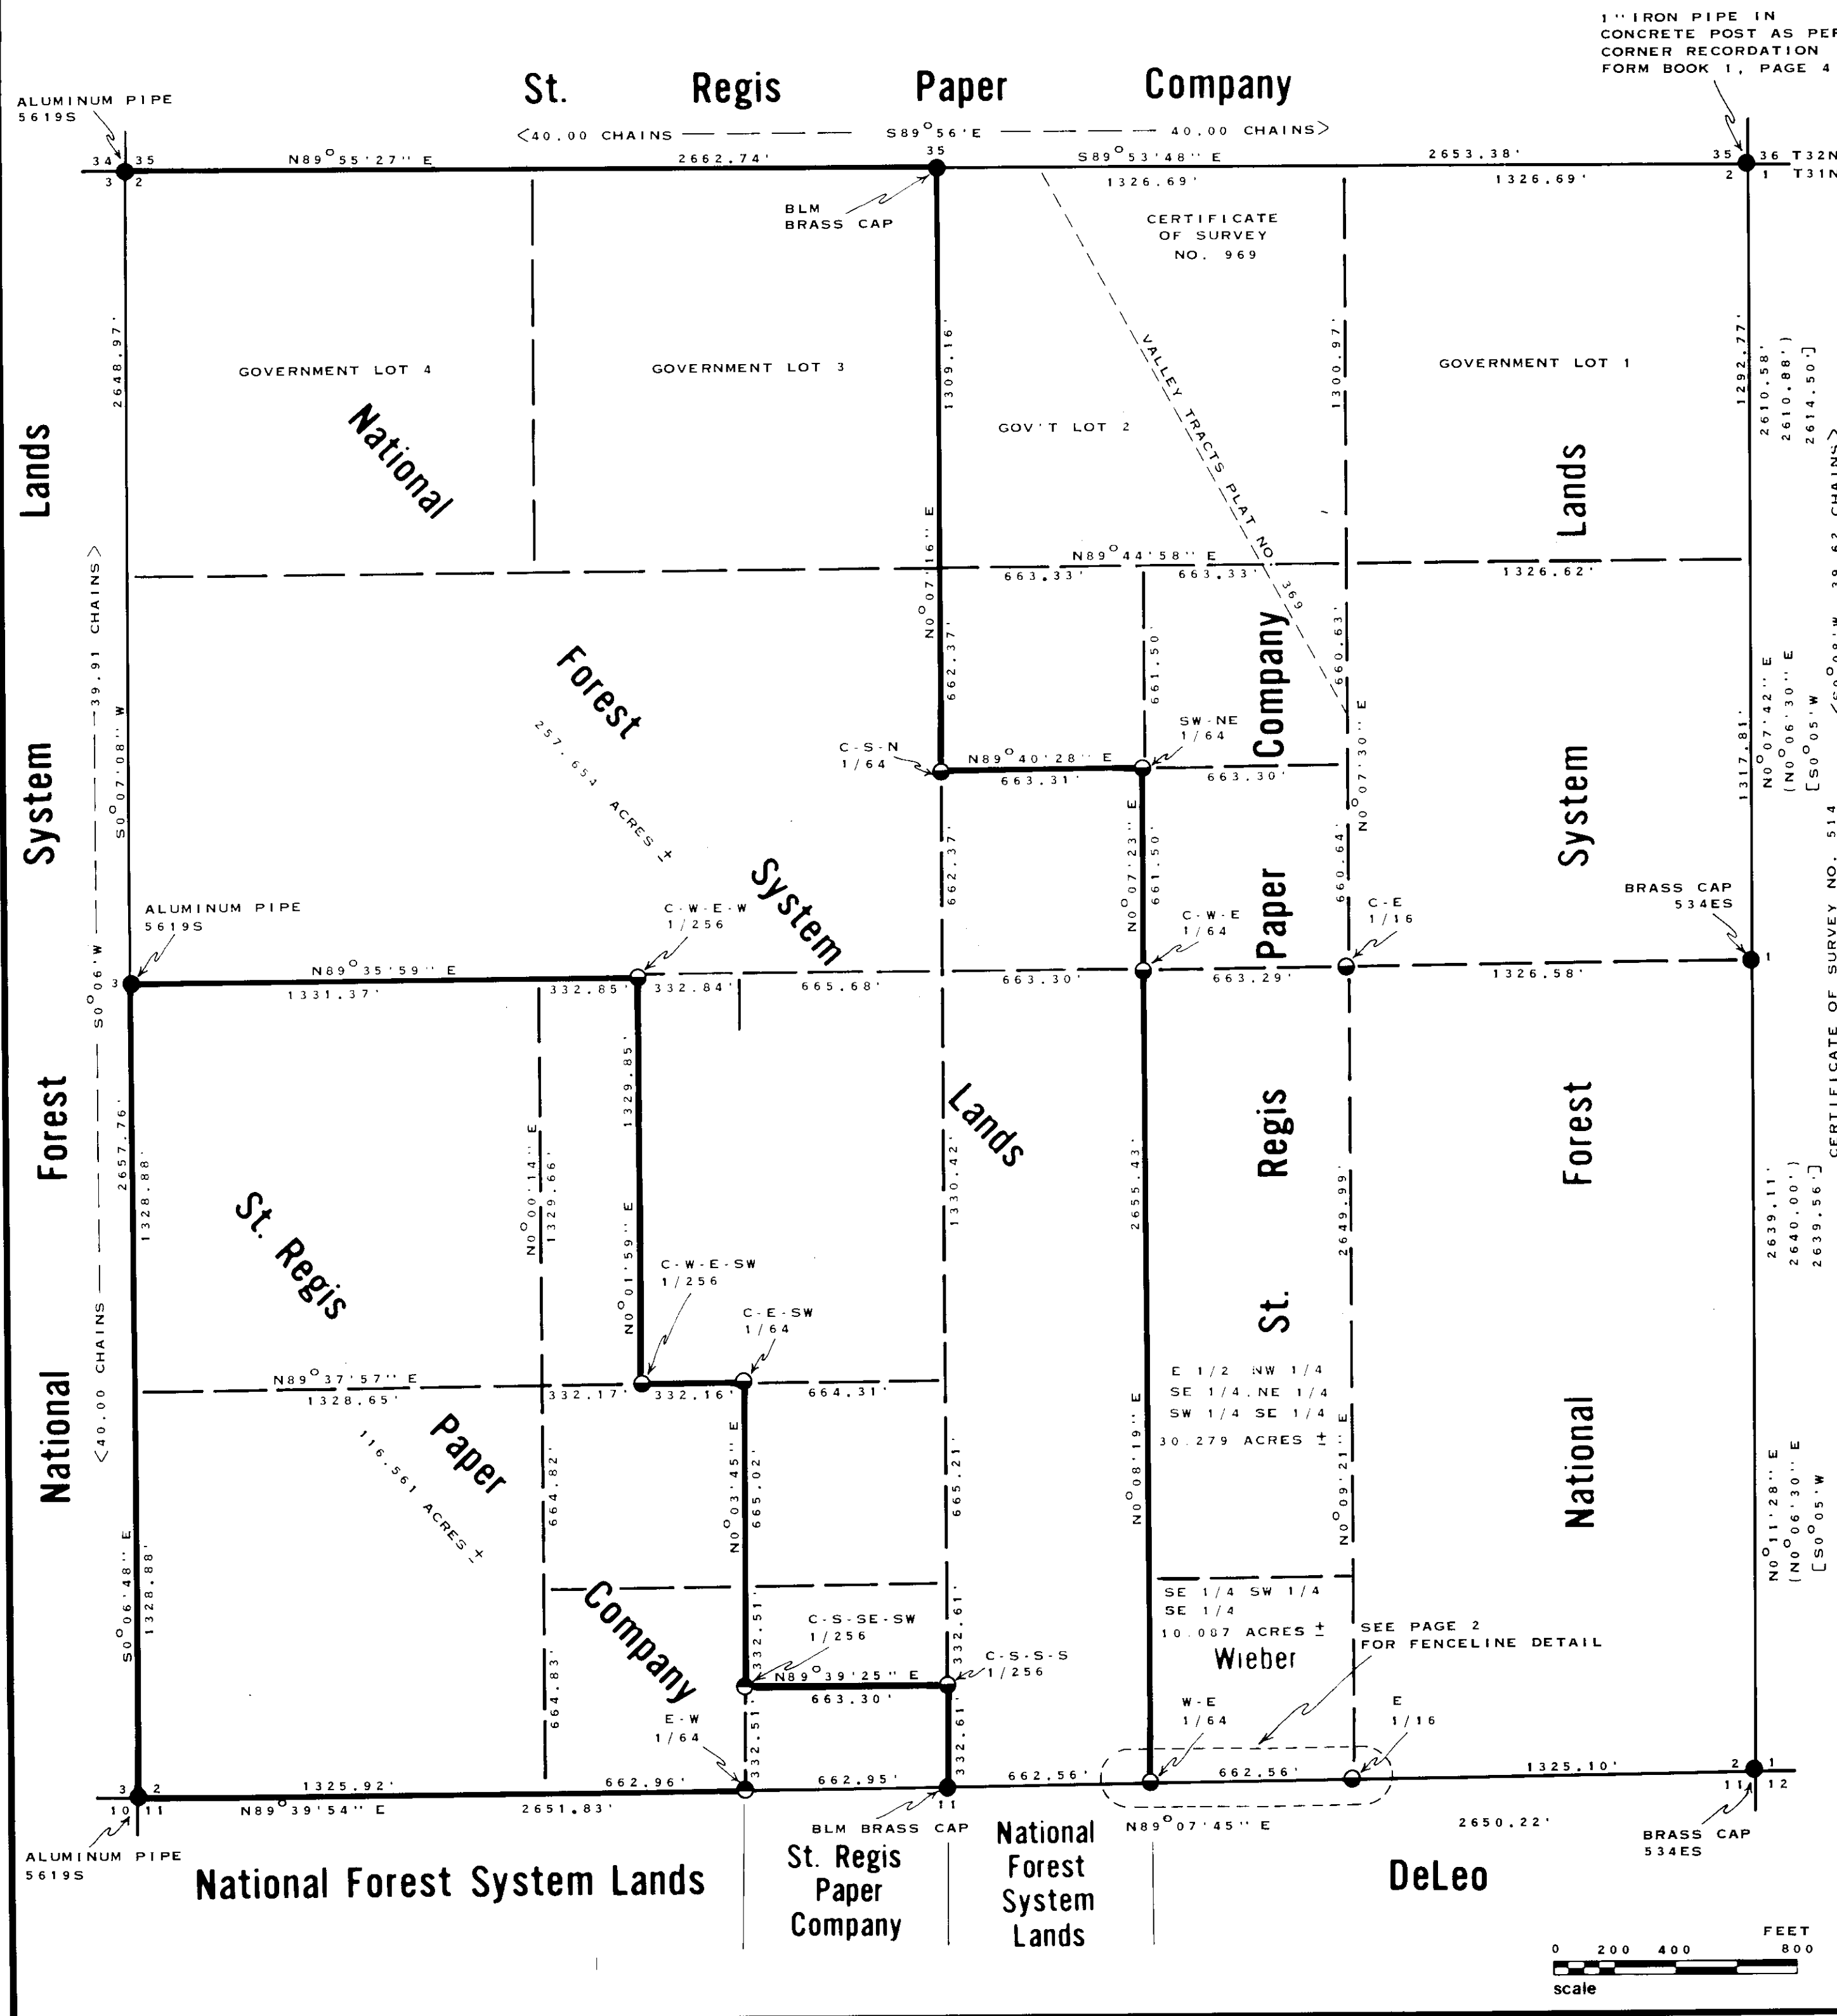 1" IRON PIPE IN
CONCRETE POST AS PER
CORNER RECORDATION
FORM BOOK 1, PAGE 4
St. Regis Paper Company
ALUMINUM PIPE
5619S
<40.00 CHAINS — S89°56'E — 40.00 CHAINS>
34 35
3 2
N89°55'27" E
2662.74'
35
S89°53'48" E
2653.38'
1326.69'
1326.69'
35 36 T32N
2 1 T31N
BLM
BRASS CAP
CERTIFICATE
OF SURVEY
NO. 969
2648.97'
1309.16'
1300.97'
1292.77'
2610.58'
(2610.88')
[2614.50']
GOVERNMENT LOT 4
GOVERNMENT LOT 3
GOV'T LOT 2
GOVERNMENT LOT 1
VALLEY TRACTS PLAT NO. 369
National Forest System Lands
National Forest System Lands
National Forest System Lands
<40.00 CHAINS — S0°06'W — 39.91 CHAINS>
S0°07'08" W
257.654 ACRES ±
N0°07'16" E
662.37'
N89°44'58" E
663.33'
663.33'
1326.62'
661.50'
660.63'
C-S-N
1/64
N89°40'28" E
663.31'
SW-NE
1/64
663.30'
N0°07'30" E
1317.81'
N0°07'42" E
(N0°06'30" E
[S0°05'W
662.37'
N0°07'23" E
661.50'
660.64'
St. Regis Paper Company
ALUMINUM PIPE
5619S
C-W-E-W
1/256
C-W-E
1/64
C-E
1/16
BRASS CAP
534ES
3
N89°35'59" E
1331.37'
332.85'
332.84'
665.68'
663.30'
663.29'
1326.58'
1
CERTIFICATE OF SURVEY NO. 514
2657.76'
1328.88'
N0°00'14" E
1329.66'
1329.85'
N0°01'59" E
1330.42'
2655.43'
2649.99'
2639.11'
(2640.00')
[2639.56']
St. Regis Paper Company
C-W-E-SW
1/256
C-E-SW
1/64
N89°37'57" E
1328.65'
332.17'
332.16'
664.31'
116.561 ACRES ±
E 1/2 NW 1/4
SE 1/4, NE 1/4
SW 1/4 SE 1/4
30.279 ACRES ±
664.82'
N0°03'45" E
665.02'
665.21'
N0°08'19" E
N0°09'21" E
N0°11'28" E
(N0°06'30" E
[S0°05'W
S0°06'48" E
1328.88'
SE 1/4 SW 1/4
SE 1/4
10.087 ACRES ±
Wieber
SEE PAGE 2
FOR FENCELINE DETAIL
332.51'
C-S-SE-SW
1/256
332.61'
C-S-S-S
1/256
N89°39'25" E
663.30'
664.83'
E-W
1/64
332.51'
332.61'
W-E
1/64
E
1/16
3 2
10 11
1325.92'
662.96'
662.95'
662.56'
662.56'
1325.10'
2 1
11 12
N89°39'54" E
2651.83'
11
BLM BRASS CAP
N89°07'45" E
2650.22'
ALUMINUM PIPE
5619S
BRASS CAP
534ES
National Forest System Lands
St. Regis
Paper
Company
National
Forest
System
Lands
DeLeo
FEET
0 200 400 800
scale